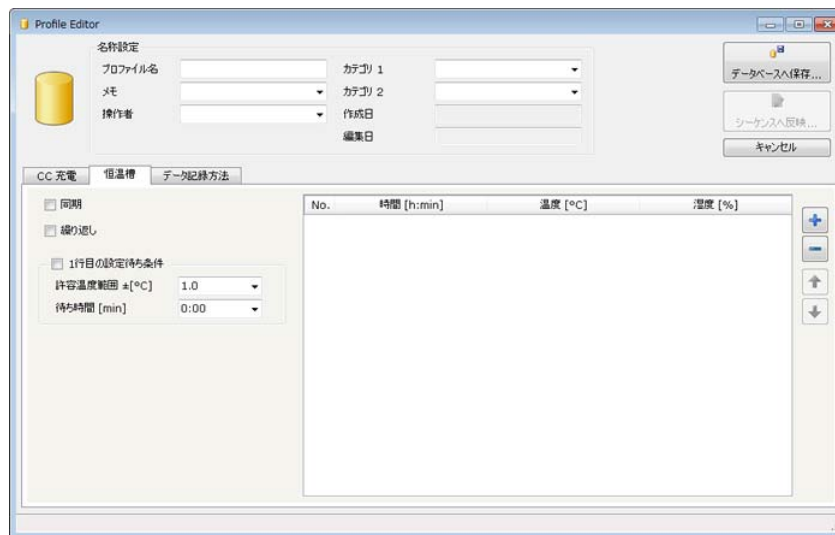 Profile Editor
名称設定
プロファイル名
カテゴリ 1
メモ
カテゴリ 2
操作者
作成日
編集日
データベースへ保存...
シーケンスへ反映...
キャンセル
CC 充電 恒温槽 データ記録方法
同期
繰り返し
1行目の設定待ち条件
許容温度範囲 ±[°C] 1.0
待ち時間 [min] 0:00
No. 時間 [h:min] 温度 [°C] 湿度 [%]